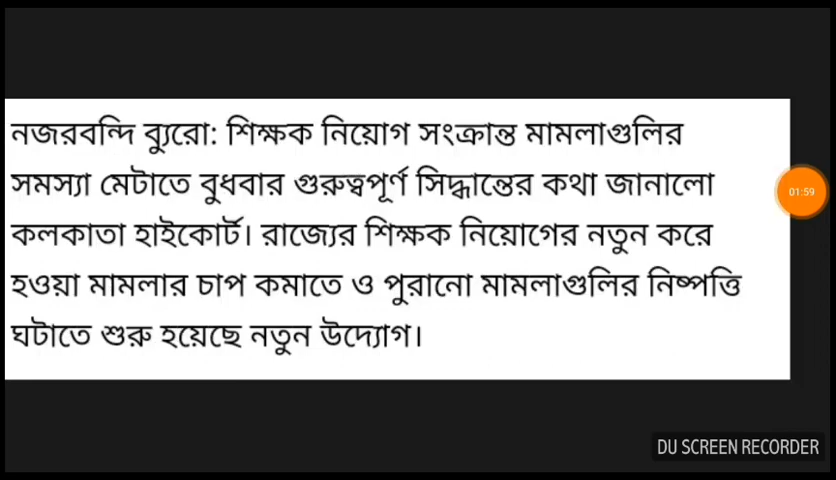 নজরবন্দি ব্যুরো: শিক্ষক নিয়োগ সংক্রান্ত মামলাগুলির
সমস্যা মেটাতে বুধবার গুরুত্বপূর্ণ সিদ্ধান্তের কথা জানালো
01:59
কলকাতা হাইকোর্ট। রাজ্যের শিক্ষক নিয়োগের নতুন করে
হওয়া মামলার চাপ কমাতে ও পুরানো মামলাগুলির নিষ্পত্তি
ঘটাতে শুরু হয়েছে নতুন উদ্যোগ।
DU SCREEN RECORDER